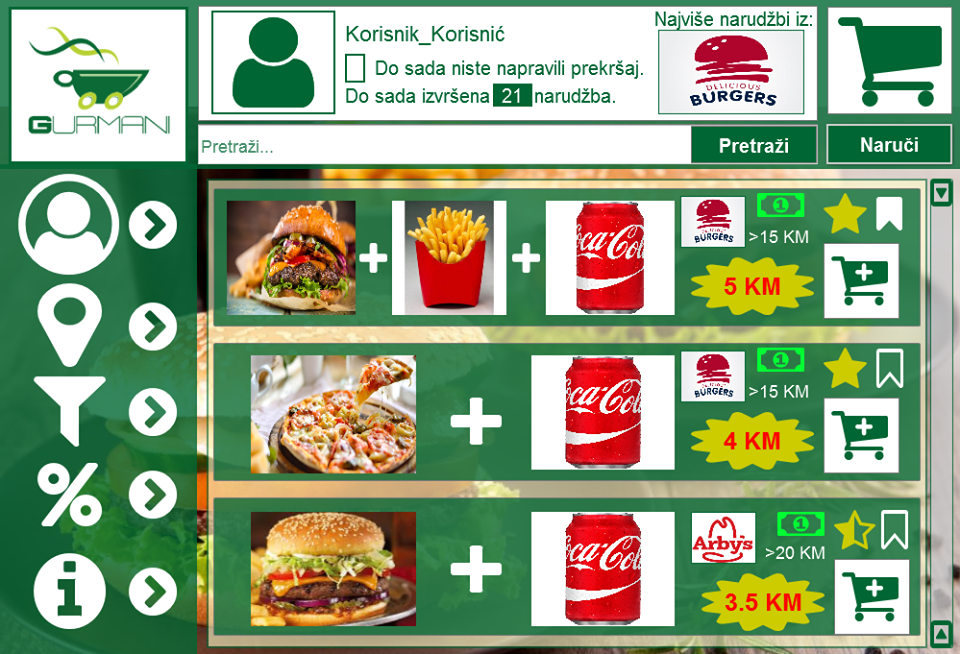 GURMANI
Korisnik_Korisnić
Do sada niste napravili prekršaj.
Do sada izvršena 21 narudžba.
Najviše narudžbi iz:
DELICIOUS
BURGERS
Pretraži...
Pretraži
Naruči
Coca-Cola
BURGERS
1
>15 KM
5 KM
Coca-Cola
BURGERS
1
>15 KM
4 KM
%
i
Coca-Cola
Arby's
1
>20 KM
3.5 KM